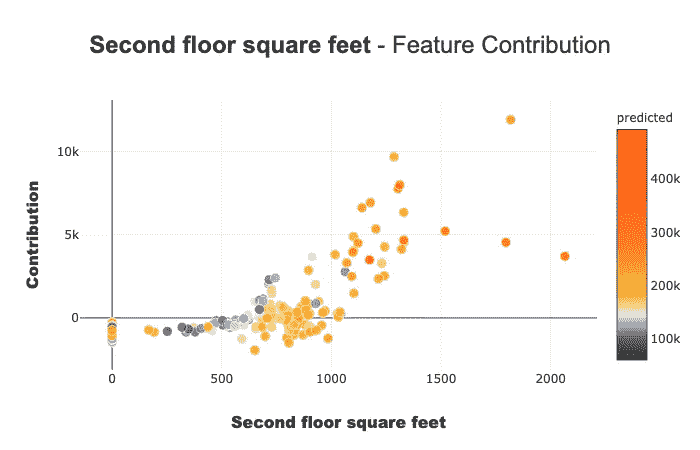 Second floor square feet - Feature Contribution
predicted
10k
5k
0
Contribution
400k
300k
200k
100k
0 500 1000 1500 2000
Second floor square feet